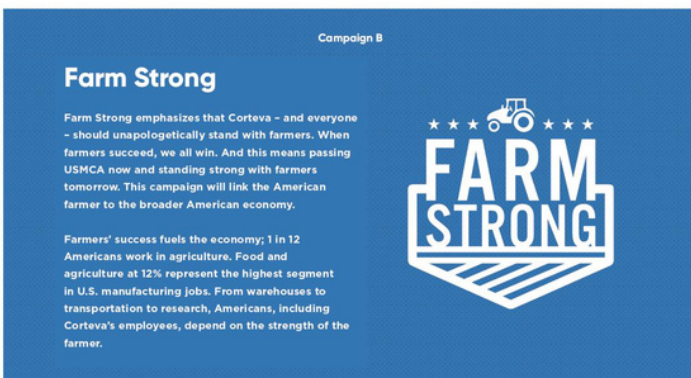 Campaign B
Farm Strong
Farm Strong emphasizes that Corteva – and everyone
– should unapologetically stand with farmers. When
farmers succeed, we all win. And this means passing
USMCA now and standing strong with farmers
tomorrow. This campaign will link the American
farmer to the broader American economy.
Farmers' success fuels the economy; 1 in 12
Americans work in agriculture. Food and
agriculture at 12% represent the highest segment
in U.S. manufacturing jobs. From warehouses to
transportation to research, Americans, including
Corteva's employees, depend on the strength of the
farmer.
FARM
STRONG